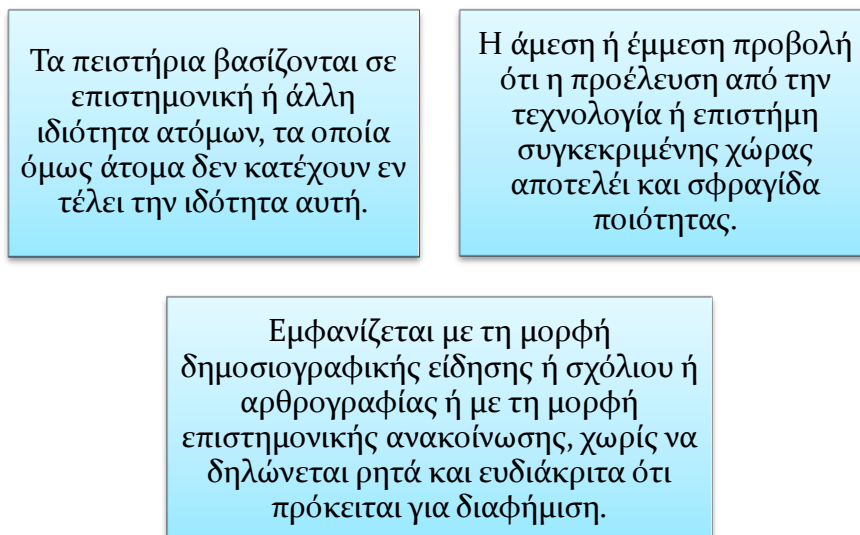 Τα πειστήρια βασίζονται σε
επιστημονική ή άλλη
ιδιότητα ατόμων, τα οποία
όμως άτομα δεν κατέχουν εν
τέλει την ιδότητα αυτή.
Η άμεση ή έμμεση προβολή
ότι η προέλευση από την
τεχνολογία ή επιστήμη
συγκεκριμένης χώρας
αποτελέι και σφραγίδα
ποιότητας.
Εμφανίζεται με τη μορφή
δημοσιογραφικής είδησης ή σχόλιου ή
αρθρογραφίας ή με τη μορφή
επιστημονικής ανακοίνωσης, χωρίς να
δηλώνεται ρητά και ευδιάκριτα ότι
πρόκειται για διαφήμιση.